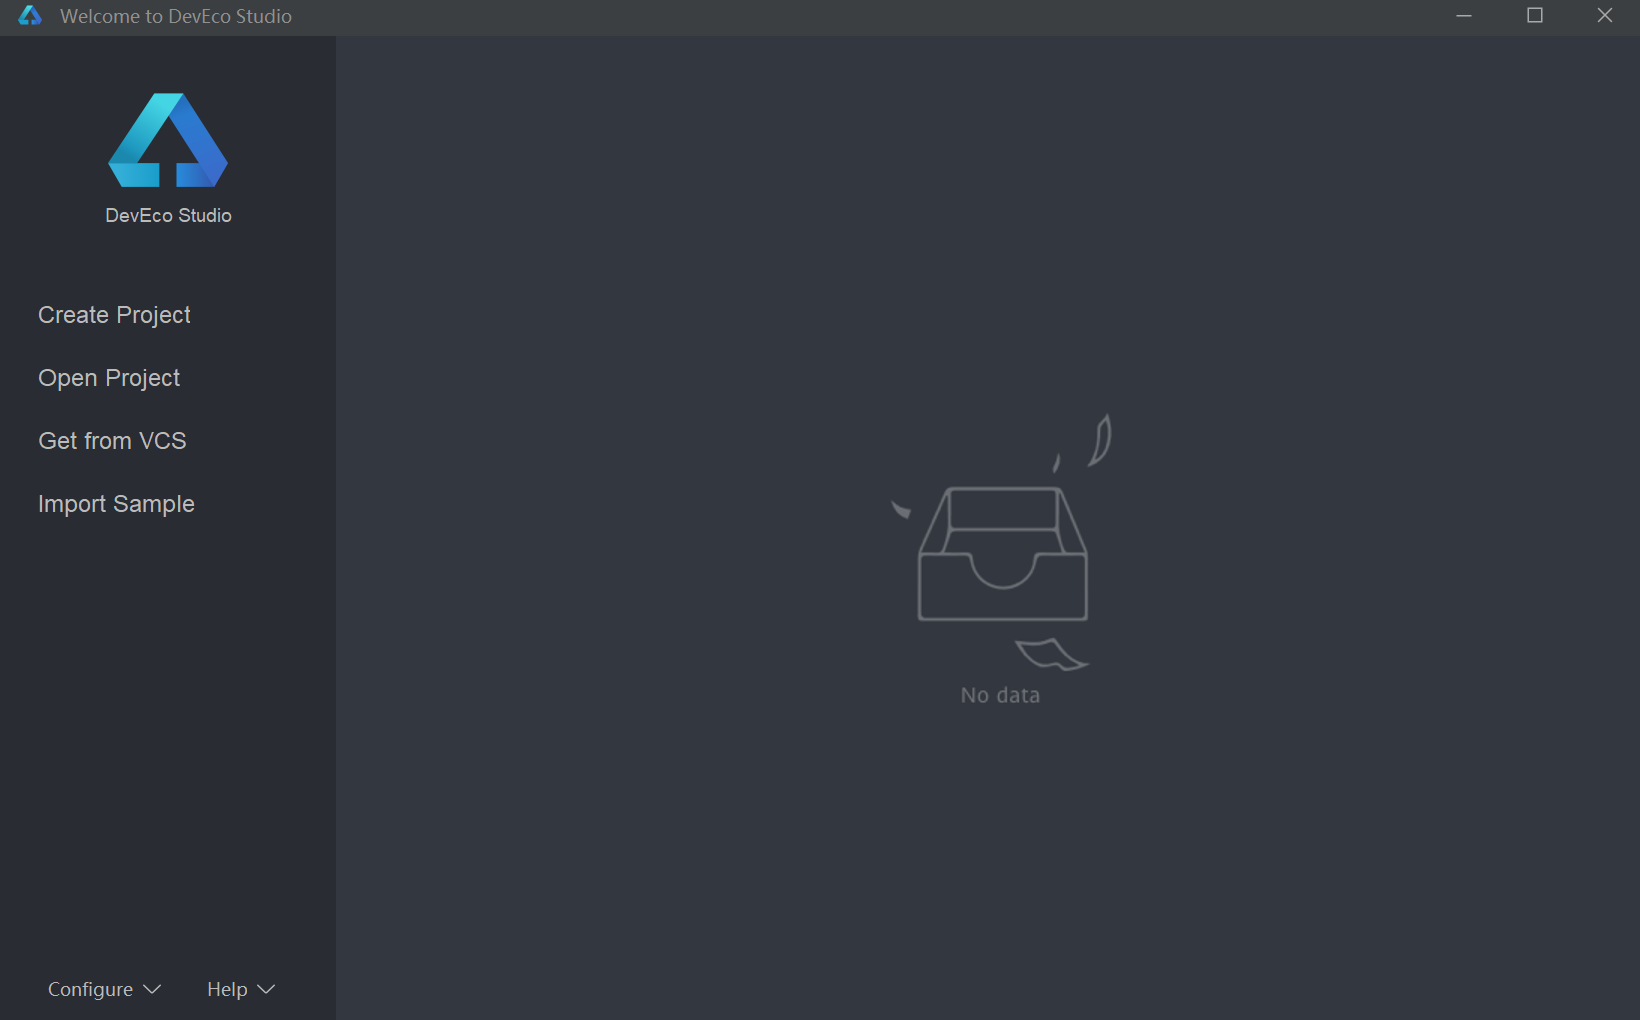 Welcome to DevEco Studio
DevEco Studio
Create Project
Open Project
Get from VCS
Import Sample
No data
Configure
Help